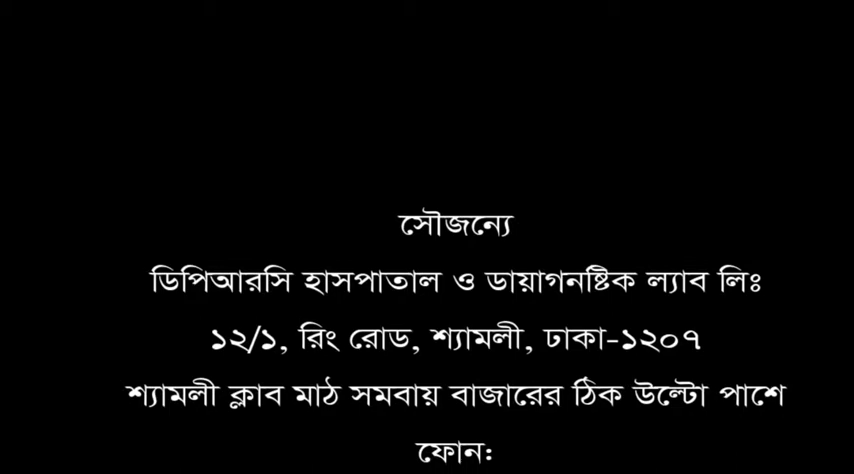 সৌজন্যে
ডিপিআরসি হাসপাতাল ও ডায়াগনষ্টিক ল্যাব লিঃ
১২/১, রিং রোড, শ্যামলী, ঢাকা-১২০৭
শ্যামলী ক্লাব মাঠ সমবায় বাজারের ঠিক উল্টো পাশে
ফোন: